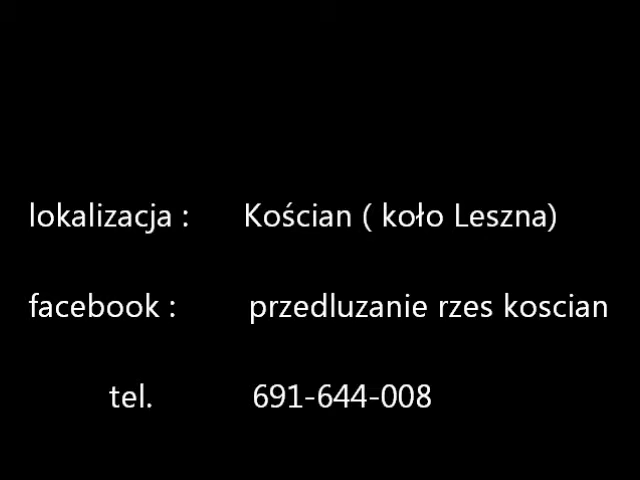 lokalizacja : Kościan ( koło Leszna)
facebook : przedluzanie rzes koscian
tel. 691-644-008